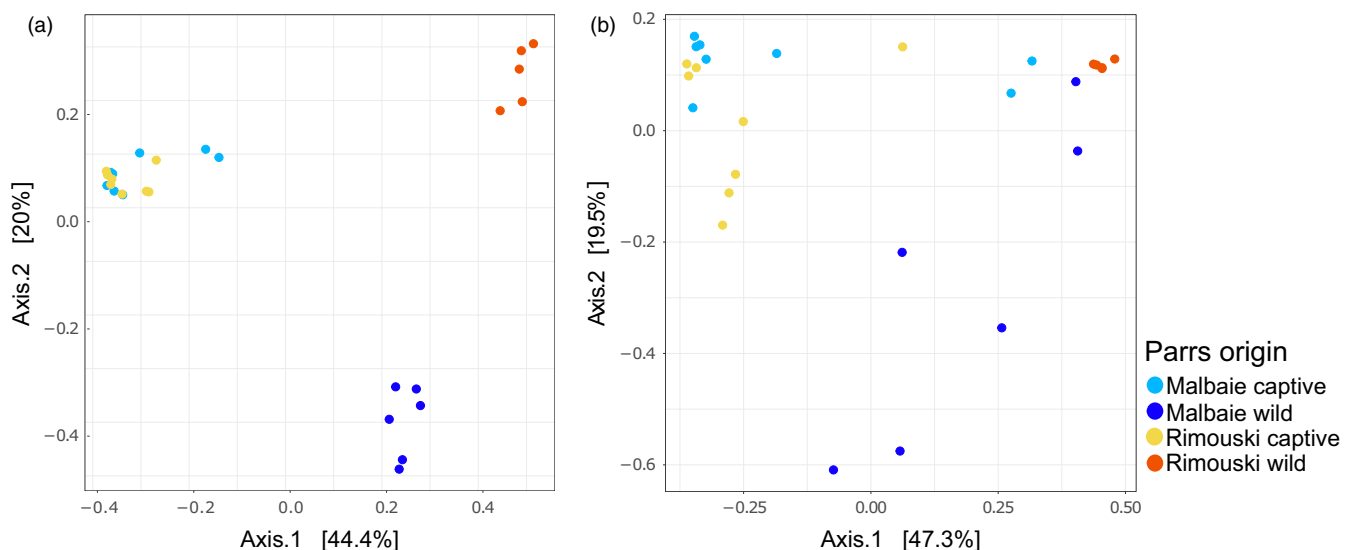 (a)
0.2
0.0
−0.2
−0.4
Axis.2 [20%]
−0.4 −0.2 0.0 0.2 0.4
Axis.1 [44.4%]
(b)
0.2
0.0
−0.2
−0.4
−0.6
Axis.2 [19.5%]
−0.25 0.00 0.25 0.50
Axis.1 [47.3%]
Parrs origin
Malbaie captive
Malbaie wild
Rimouski captive
Rimouski wild